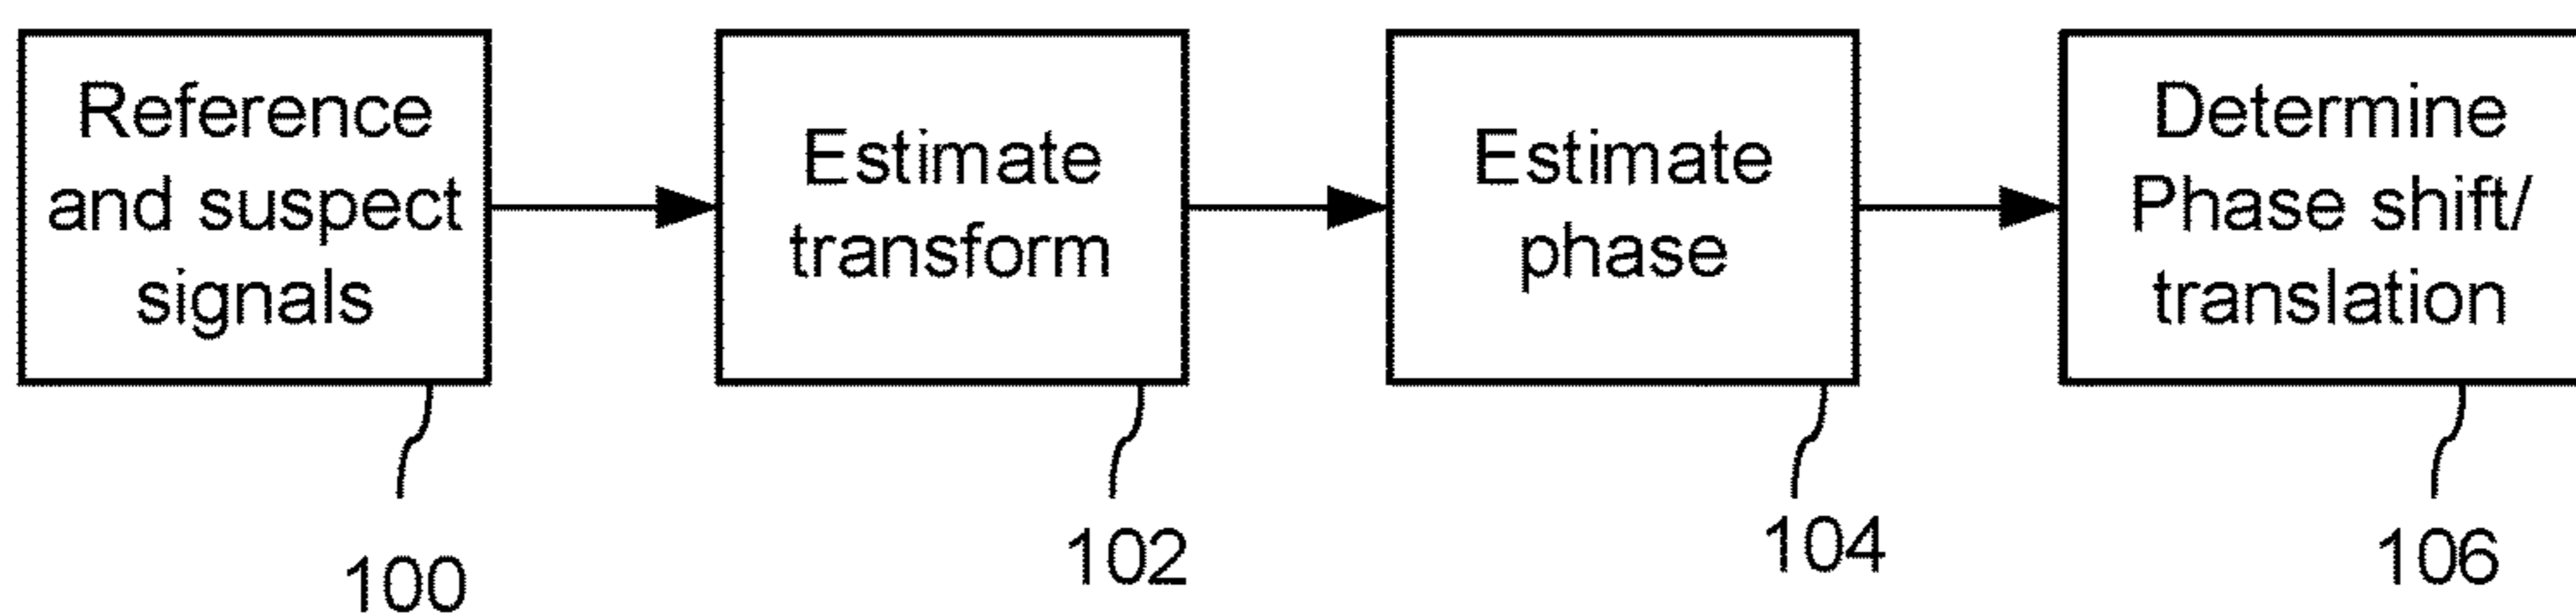 Reference
and suspect
signals
Estimate
transform
Estimate
phase
Determine
Phase shift/
translation
100
102
104
106